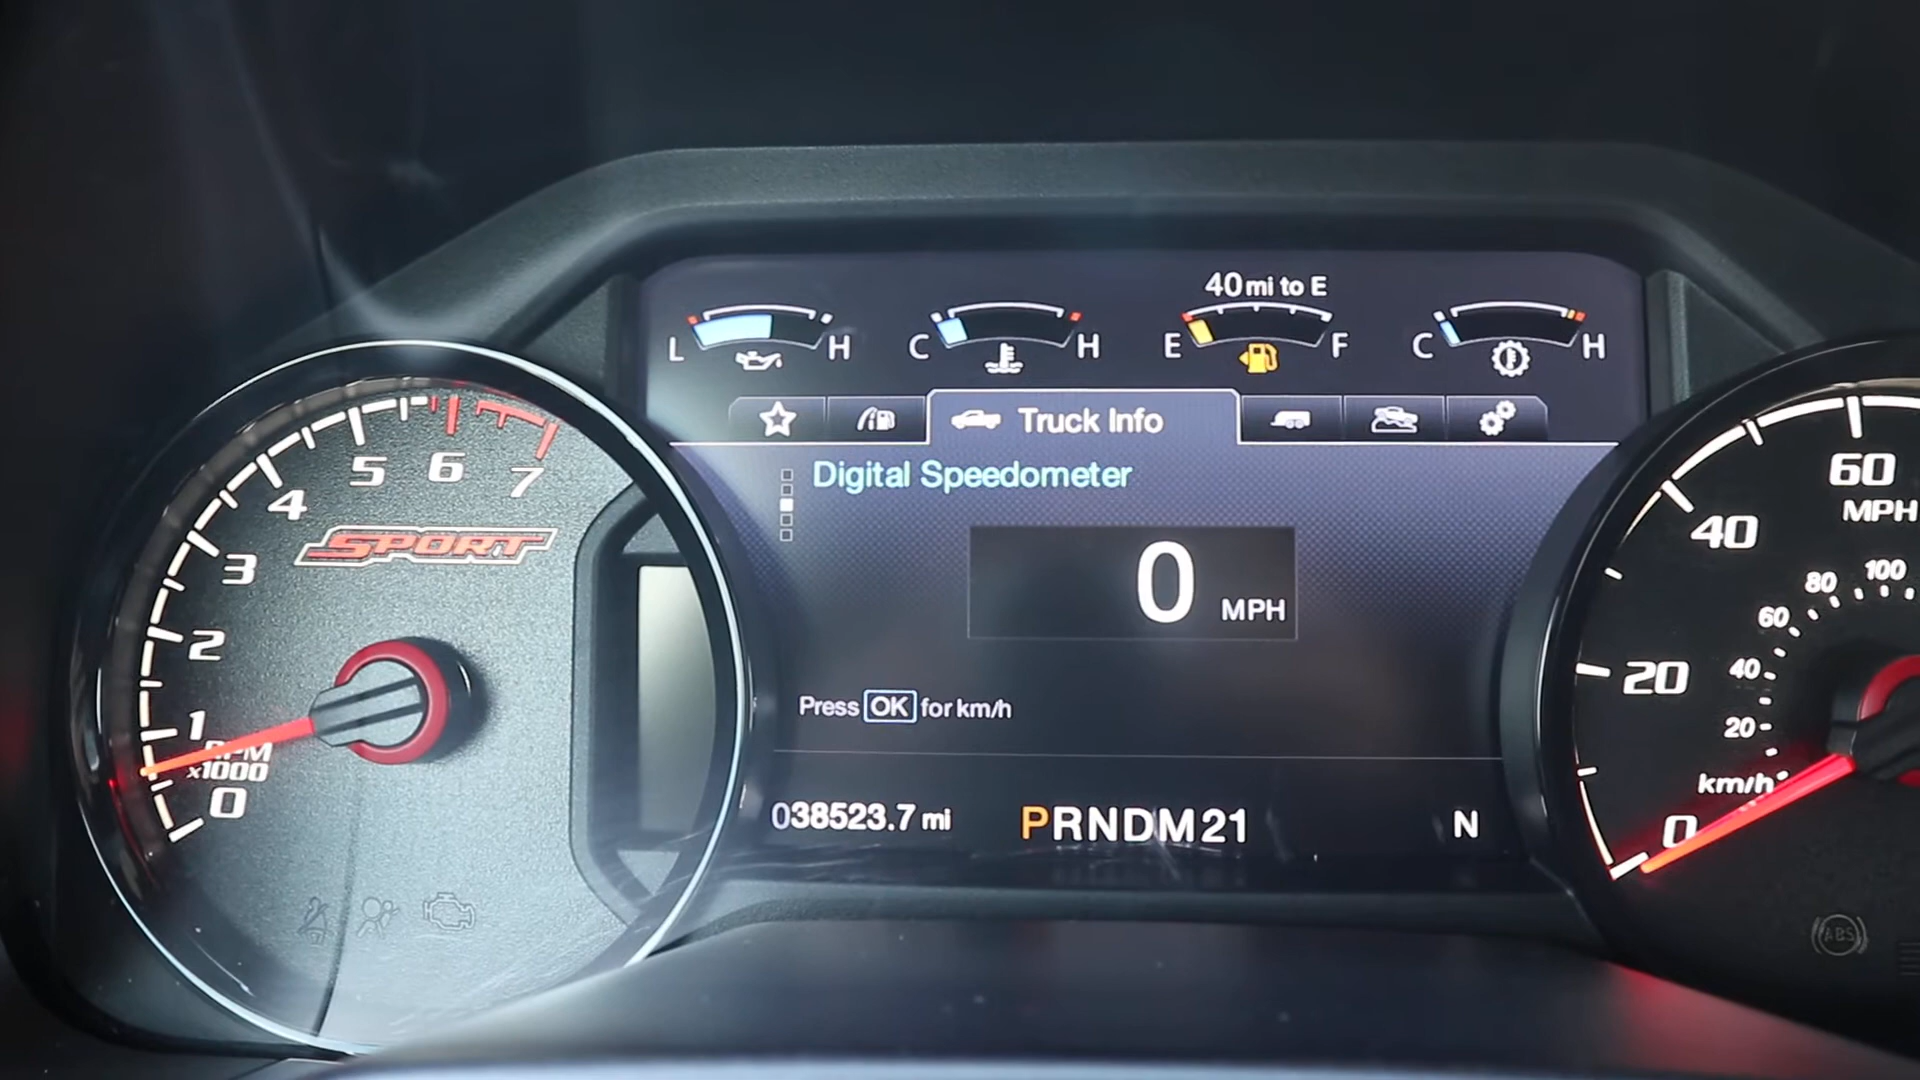 40 mi to E
L H
C H
E F
C H
Truck Info
Digital Speedometer
0 MPH
Press OK for km/h
038523.7 mi
PRNDM21
N
7
6
5
4
SPORT
3
2
1
RPM
x1000
0
60
MPH
40
100
80
60
20
40
20
km/h
0
ABS